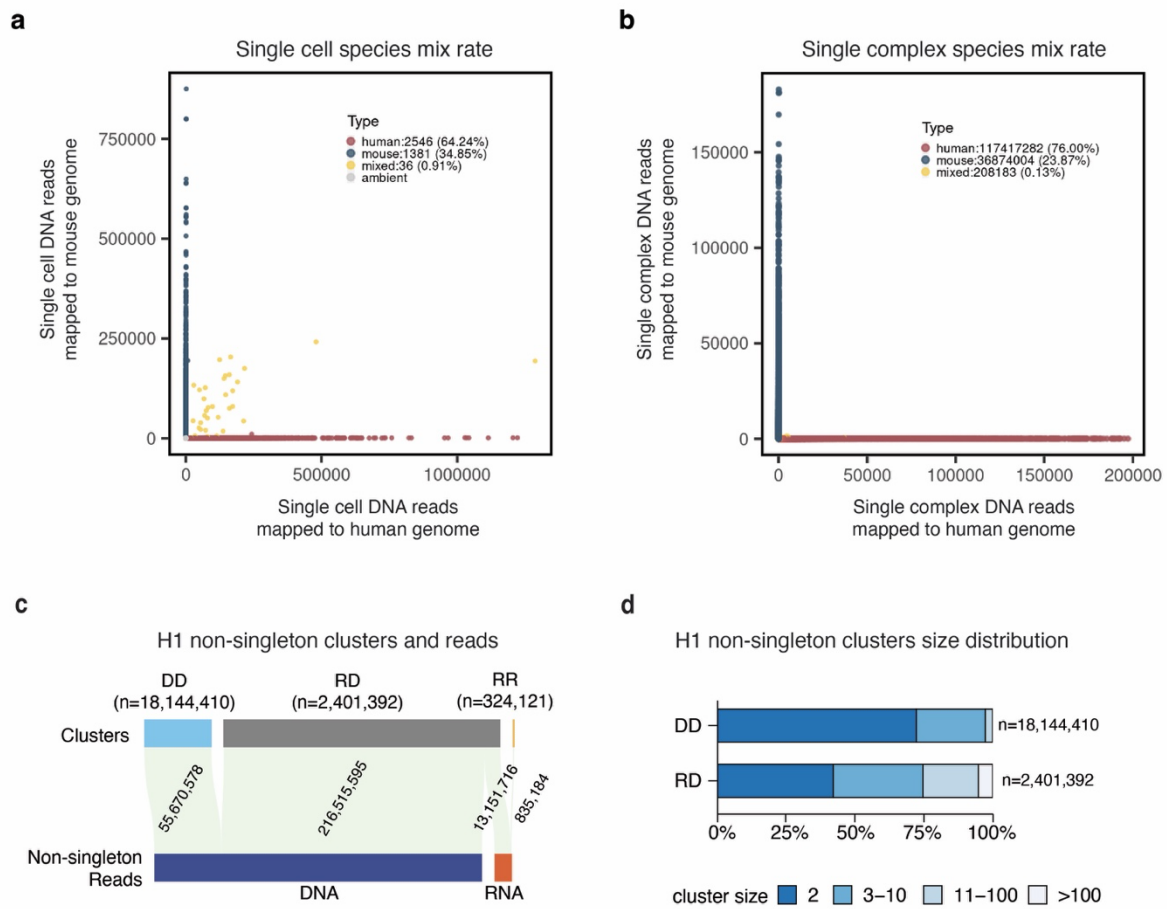 a
Single cell species mix rate
Single cell DNA reads
mapped to mouse genome
750000
500000
250000
0
Type
human:2546 (64.24%)
mouse:1381 (34.85%)
mixed:36 (0.91%)
ambient
0 500000 1000000
Single cell DNA reads
mapped to human genome
b
Single complex species mix rate
Single complex DNA reads
mapped to mouse genome
150000
100000
50000
0
Type
human:117417282 (76.00%)
mouse:36874004 (23.87%)
mixed:208183 (0.13%)
0 50000 100000 150000 200000
Single complex DNA reads
mapped to human genome
c
H1 non-singleton clusters and reads
DD RD RR
(n=18,144,410) (n=2,401,392) (n=324,121)
Clusters
55,670,578 216,515,595 13,151,716 835,184
Non-singleton
Reads
DNA RNA
d
H1 non-singleton clusters size distribution
DD n=18,144,410
RD n=2,401,392
0% 25% 50% 75% 100%
cluster size 2 3–10 11–100 >100